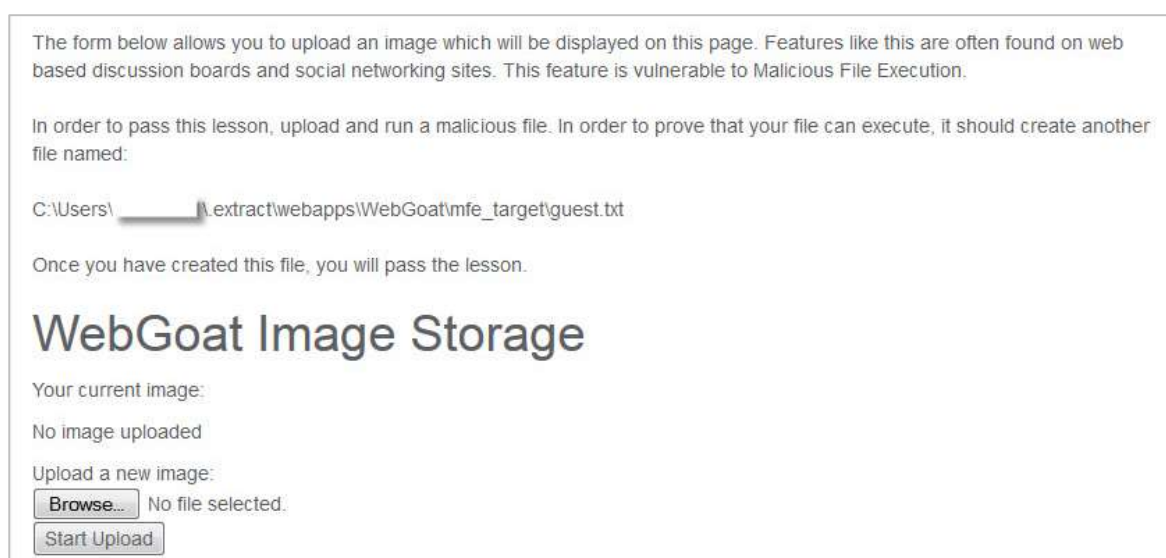 The form below allows you to upload an image which will be displayed on this page. Features like this are often found on web
based discussion boards and social networking sites. This feature is vulnerable to Malicious File Execution.
In order to pass this lesson, upload and run a malicious file. In order to prove that your file can execute, it should create another
file named:
C:\Users\ \.extract\webapps\WebGoat\mfe_target\guest.txt
Once you have created this file, you will pass the lesson.
WebGoat Image Storage
Your current image:
No image uploaded
Upload a new image:
Browse... No file selected.
Start Upload